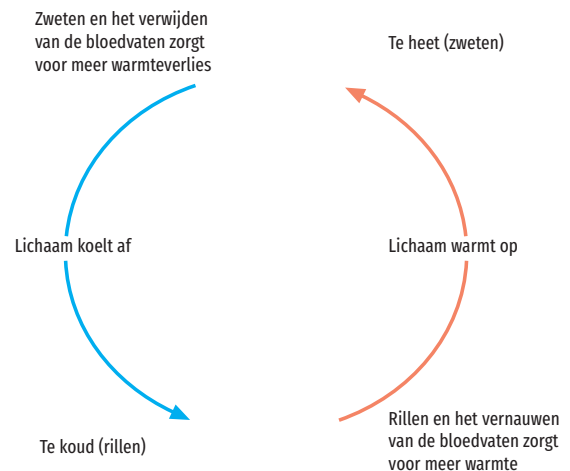 Zweten en het verwijden
van de bloedvaten zorgt
voor meer warmteverlies
Te heet (zweten)
Lichaam koelt af
Lichaam warmt op
Te koud (rillen)
Rillen en het vernauwen
van de bloedvaten zorgt
voor meer warmte